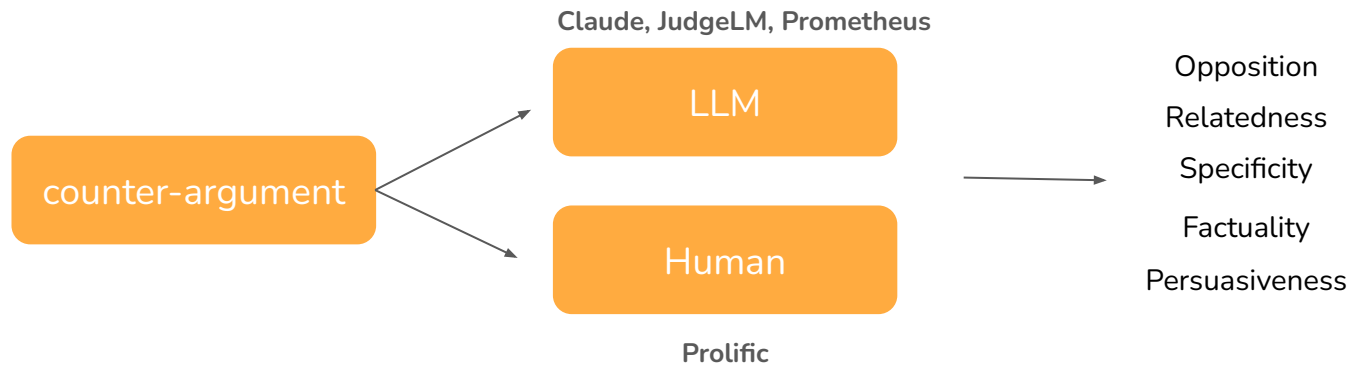 Claude, JudgeLM, Prometheus
counter-argument
LLM
Human
Prolific
Opposition
Relatedness
Specificity
Factuality
Persuasiveness